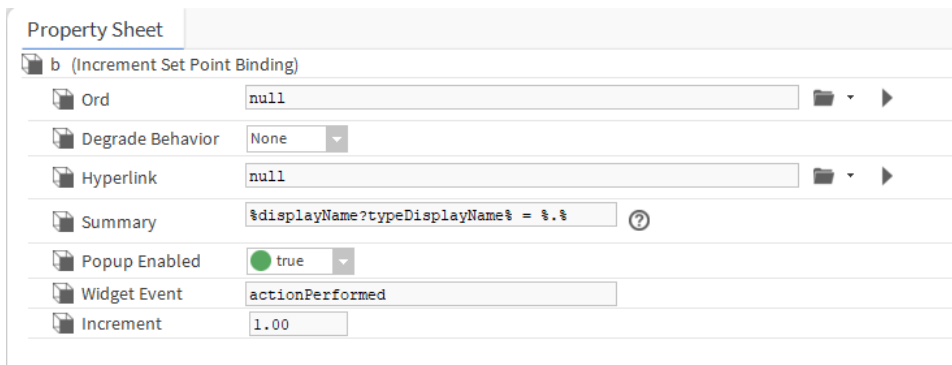 Property Sheet
b (Increment Set Point Binding)
Ord null
Degrade Behavior None
Hyperlink null
Summary %displayName?typeDisplayName% = %.% ?
Popup Enabled true
Widget Event actionPerformed
Increment 1.00